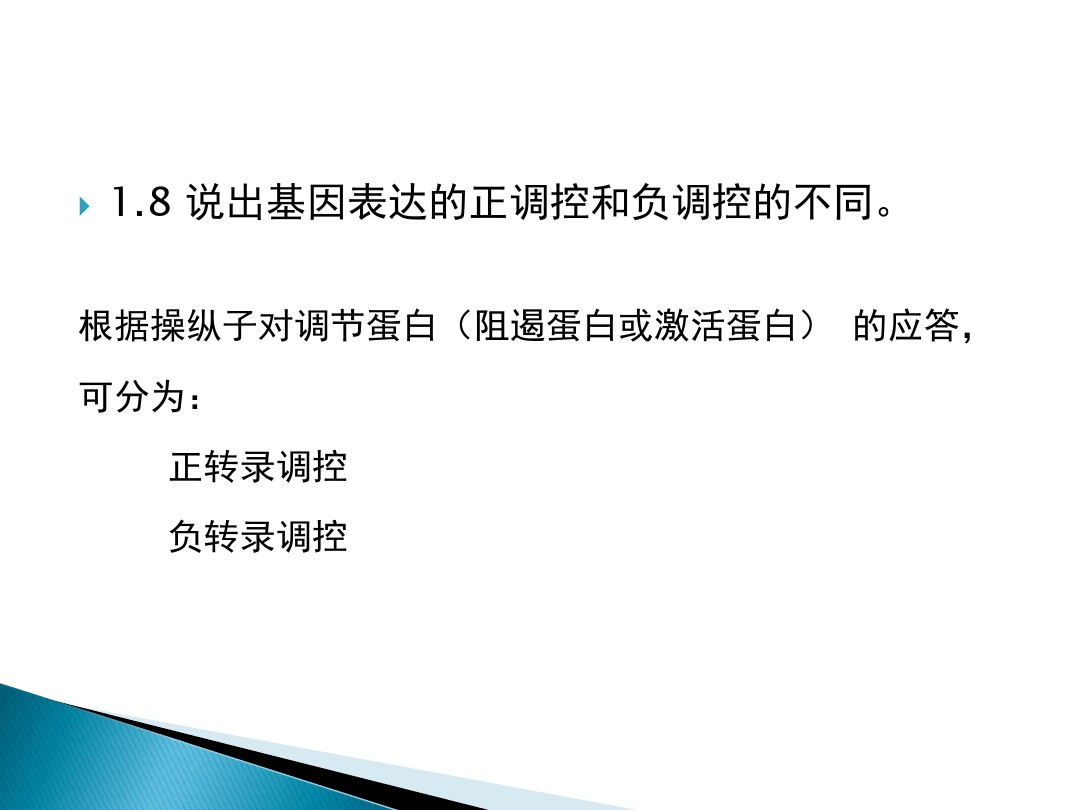 1.8 说出基因表达的正调控和负调控的不同。
根据操纵子对调节蛋白（阻遏蛋白或激活蛋白） 的应答，
可分为：
正转录调控
负转录调控